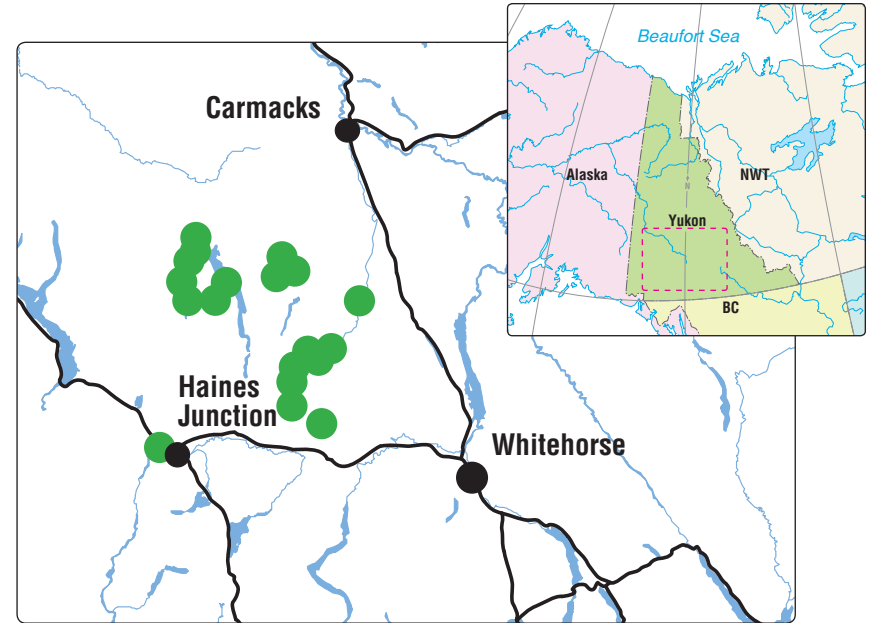 Beaufort Sea
Carmacks
Alaska
NWT
N
Yukon
BC
Haines
Junction
Whitehorse